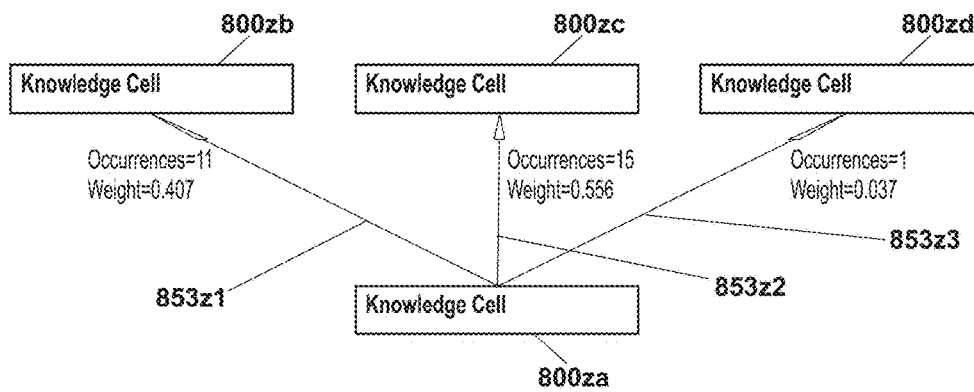 800zb
800zc
800zd
Knowledge Cell
Knowledge Cell
Knowledge Cell
Occurrences=11
Weight=0.407
Occurrences=15
Weight=0.556
Occurrences=1
Weight=0.037
853z3
853z2
853z1
Knowledge Cell
800za